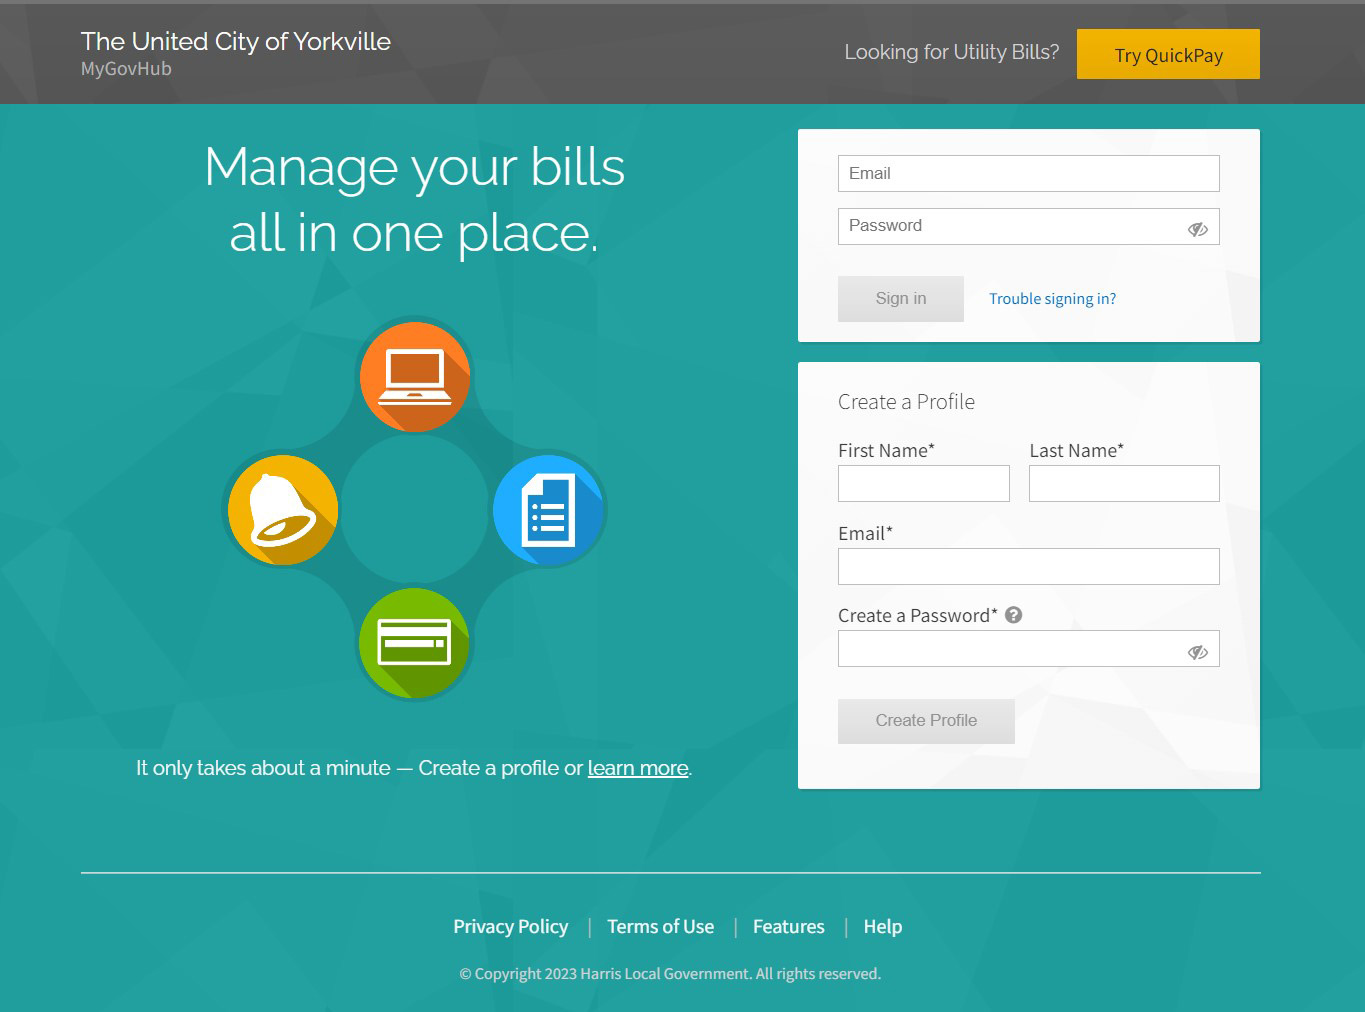 The United City of Yorkville
MyGovHub
Looking for Utility Bills?
Try QuickPay
Manage your bills
all in one place.
It only takes about a minute — Create a profile or learn more.
Email
Password
Sign in
Trouble signing in?
Create a Profile
First Name*
Last Name*
Email*
Create a Password* ?
Create Profile
Privacy Policy | Terms of Use | Features | Help
© Copyright 2023 Harris Local Government. All rights reserved.